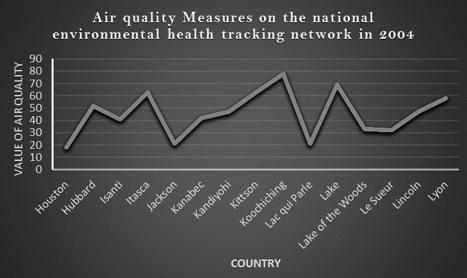 Air quality Measures on the national
environmental health tracking network in 2004
VALUE OF AIR QUALITY
90
80
70
60
50
40
30
20
10
0
Houston
Hubbard
Isanti
Itasca
Jackson
Kanabec
Kandiyohi
Kittson
Koochiching
Lac qui Parle
Lake
Lake of the Woods
Le Sueur
Lincoln
Lyon
COUNTRY